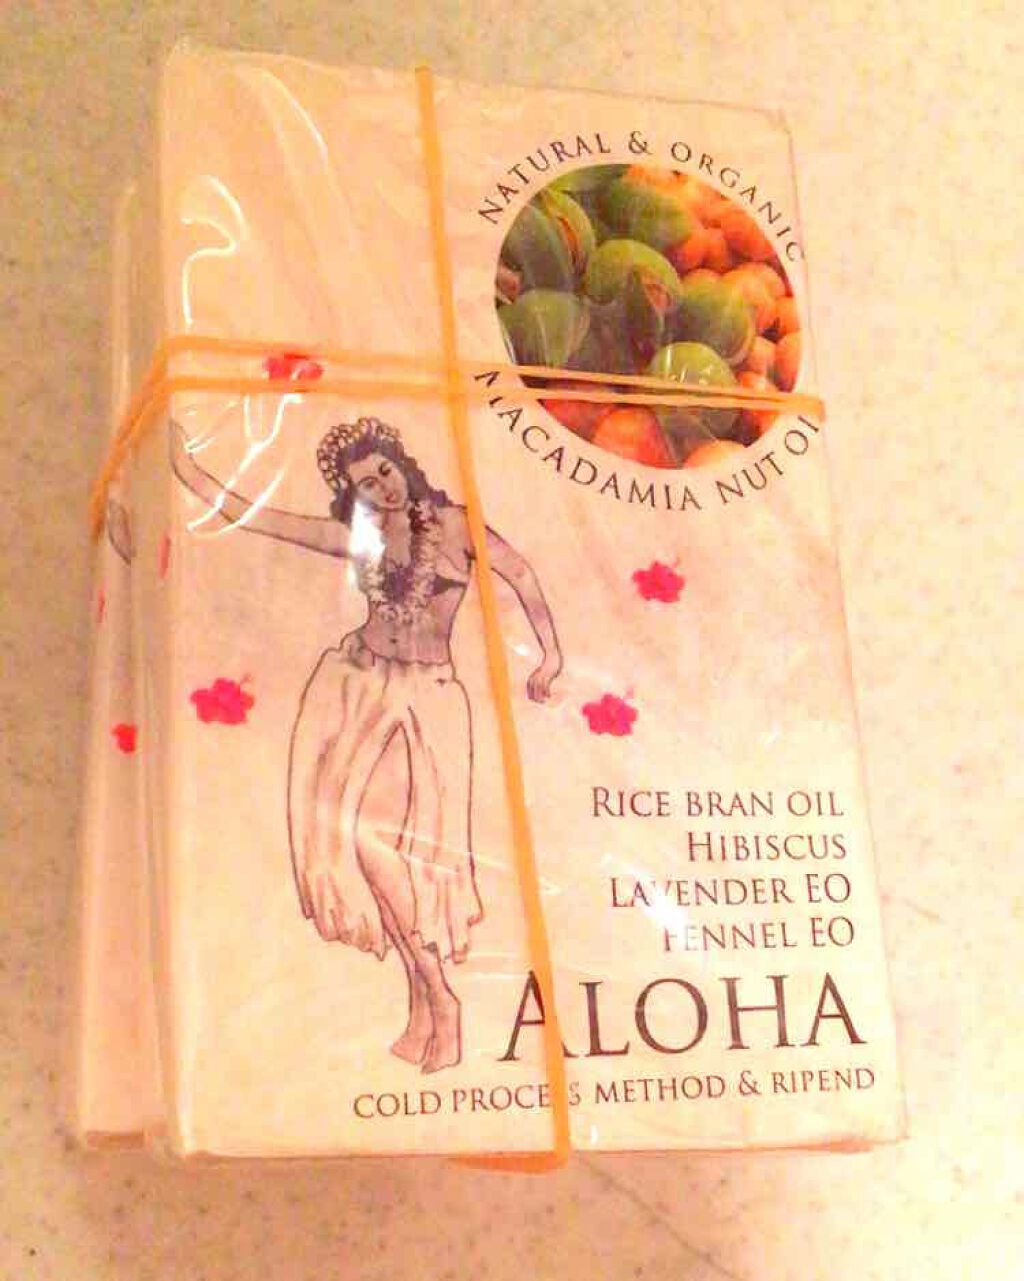 NATURAL & ORGANIC
MACADAMIA NUT OIL
RICE BRAN OIL
HIBISCUS
LAVENDER EO
FENNEL EO
ALOHA
COLD PROCESS METHOD & RIPEND